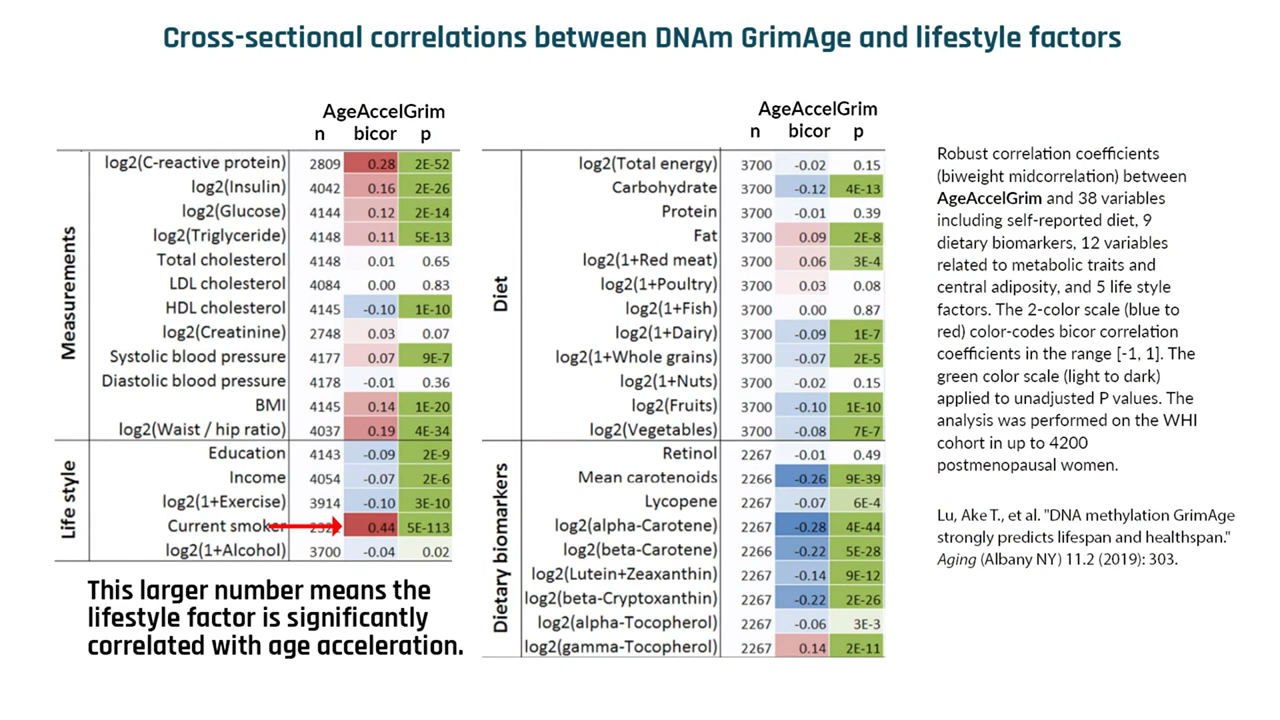 Cross-sectional correlations between DNAm GrimAge and lifestyle factors
AgeAccelGrim
n bicor p
Measurements
log2(C-reactive protein) 2809 0.28 2E-52
log2(Insulin) 4042 0.16 2E-26
log2(Glucose) 4144 0.12 2E-14
log2(Triglyceride) 4148 0.11 5E-13
Total cholesterol 4148 0.01 0.65
LDL cholesterol 4084 0.00 0.83
HDL cholesterol 4145 -0.10 1E-10
log2(Creatinine) 2748 0.03 0.07
Systolic blood pressure 4177 0.07 9E-7
Diastolic blood pressure 4178 -0.01 0.36
BMI 4145 0.14 1E-20
log2(Waist / hip ratio) 4037 0.19 4E-34
Life style
Education 4143 -0.09 2E-9
Income 4054 -0.07 2E-6
log2(1+Exercise) 3914 -0.10 3E-10
Current smoker 0.44 5E-113
log2(1+Alcohol) 3700 -0.04 0.02
This larger number means the
lifestyle factor is significantly
correlated with age acceleration.
AgeAccelGrim
n bicor p
Diet
log2(Total energy) 3700 -0.02 0.15
Carbohydrate 3700 -0.12 4E-13
Protein 3700 -0.01 0.39
Fat 3700 0.09 2E-8
log2(1+Red meat) 3700 0.06 3E-4
log2(1+Poultry) 3700 0.03 0.08
log2(1+Fish) 3700 0.00 0.87
log2(1+Dairy) 3700 -0.09 1E-7
log2(1+Whole grains) 3700 -0.07 2E-5
log2(1+Nuts) 3700 -0.02 0.15
log2(Fruits) 3700 -0.10 1E-10
log2(Vegetables) 3700 -0.08 7E-7
Dietary biomarkers
Retinol 2267 -0.01 0.49
Mean carotenoids 2266 -0.26 9E-39
Lycopene 2267 -0.07 6E-4
log2(alpha-Carotene) 2267 -0.28 4E-44
log2(beta-Carotene) 2266 -0.22 5E-28
log2(Lutein+Zeaxanthin) 2267 -0.14 9E-12
log2(beta-Cryptoxanthin) 2267 -0.22 2E-26
log2(alpha-Tocopherol) 2267 -0.06 3E-3
log2(gamma-Tocopherol) 2267 0.14 2E-11
Robust correlation coefficients
(biweight midcorrelation) between
AgeAccelGrim and 38 variables
including self-reported diet, 9
dietary biomarkers, 12 variables
related to metabolic traits and
central adiposity, and 5 life style
factors. The 2-color scale (blue to
red) color-codes bicor correlation
coefficients in the range [-1, 1]. The
green color scale (light to dark)
applied to unadjusted P values. The
analysis was performed on the WHI
cohort in up to 4200
postmenopausal women.
Lu, Ake T., et al. "DNA methylation GrimAge
strongly predicts lifespan and healthspan."
Aging (Albany NY) 11.2 (2019): 303.